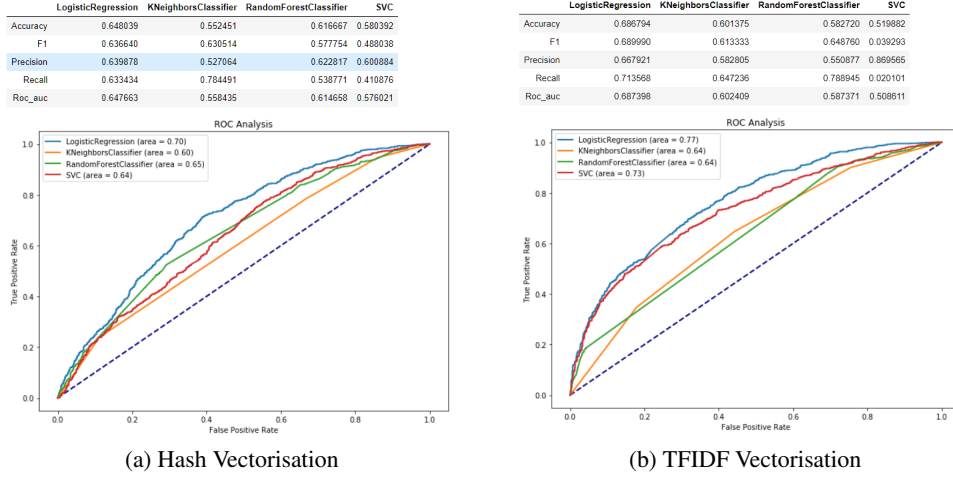 LogisticRegression KNeighborsClassifier RandomForestClassifier SVC
Accuracy 0.648039 0.552451 0.616667 0.580392
F1 0.636640 0.630514 0.577754 0.488038
Precision 0.639878 0.527064 0.622817 0.600884
Recall 0.633434 0.784491 0.538771 0.410876
Roc_auc 0.647663 0.558435 0.614658 0.576021
ROC Analysis
LogisticRegression (area = 0.70)
KNeighborsClassifier (area = 0.60)
RandomForestClassifier (area = 0.65)
SVC (area = 0.64)
True Positive Rate
1.0
0.8
0.6
0.4
0.2
0.0
0.0 0.2 0.4 0.6 0.8 1.0
False Positive Rate
(a) Hash Vectorisation
LogisticRegression KNeighborsClassifier RandomForestClassifier SVC
Accuracy 0.686794 0.601375 0.582720 0.519882
F1 0.689990 0.613333 0.648760 0.039293
Precision 0.667921 0.582805 0.550877 0.869565
Recall 0.713568 0.647236 0.788945 0.020101
Roc_auc 0.687398 0.602409 0.587371 0.508611
ROC Analysis
LogisticRegression (area = 0.77)
KNeighborsClassifier (area = 0.64)
RandomForestClassifier (area = 0.64)
SVC (area = 0.73)
True Positive Rate
1.0
0.8
0.6
0.4
0.2
0.0
0.0 0.2 0.4 0.6 0.8 1.0
False Positive Rate
(b) TFIDF Vectorisation